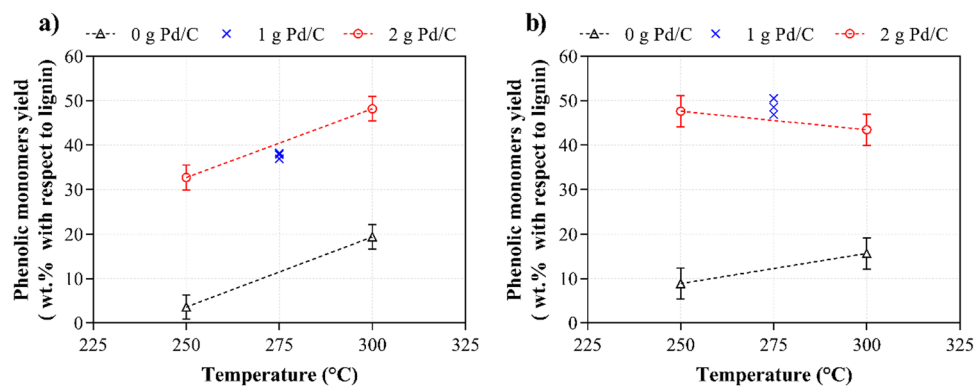 a)
0 g Pd/C 1 g Pd/C 2 g Pd/C
Phenolic monomers yield
( wt.% with respect to lignin)
60
50
40
30
20
10
0
225 250 275 300 325
Temperature (°C)
b)
0 g Pd/C 1 g Pd/C 2 g Pd/C
Phenolic monomers yield
( wt.% with respect to lignin)
60
50
40
30
20
10
0
225 250 275 300 325
Temperature (°C)